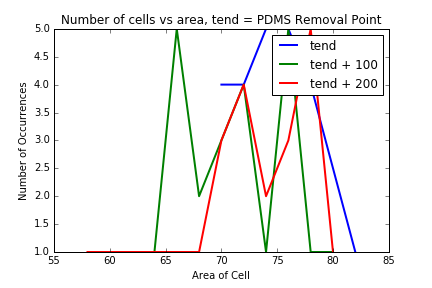 Number of cells vs area, tend = PDMS Removal Point
5.0
4.5
4.0
3.5
3.0
2.5
2.0
1.5
1.0
Number of Occurrences
tend
tend + 100
tend + 200
55 60 65 70 75 80 85
Area of Cell